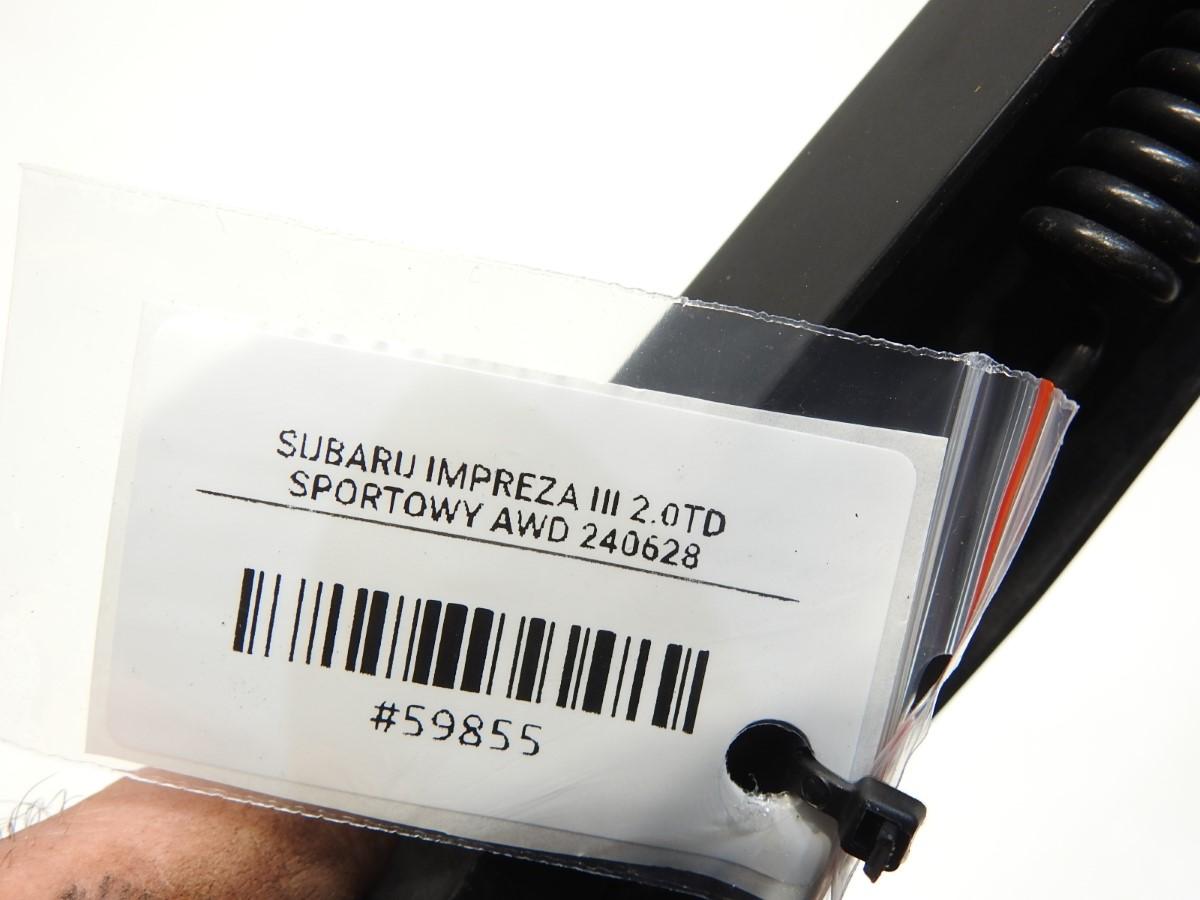 SUBARU IMPREZA III 2.0TD
SPORTOWY AWD 240628
#59855